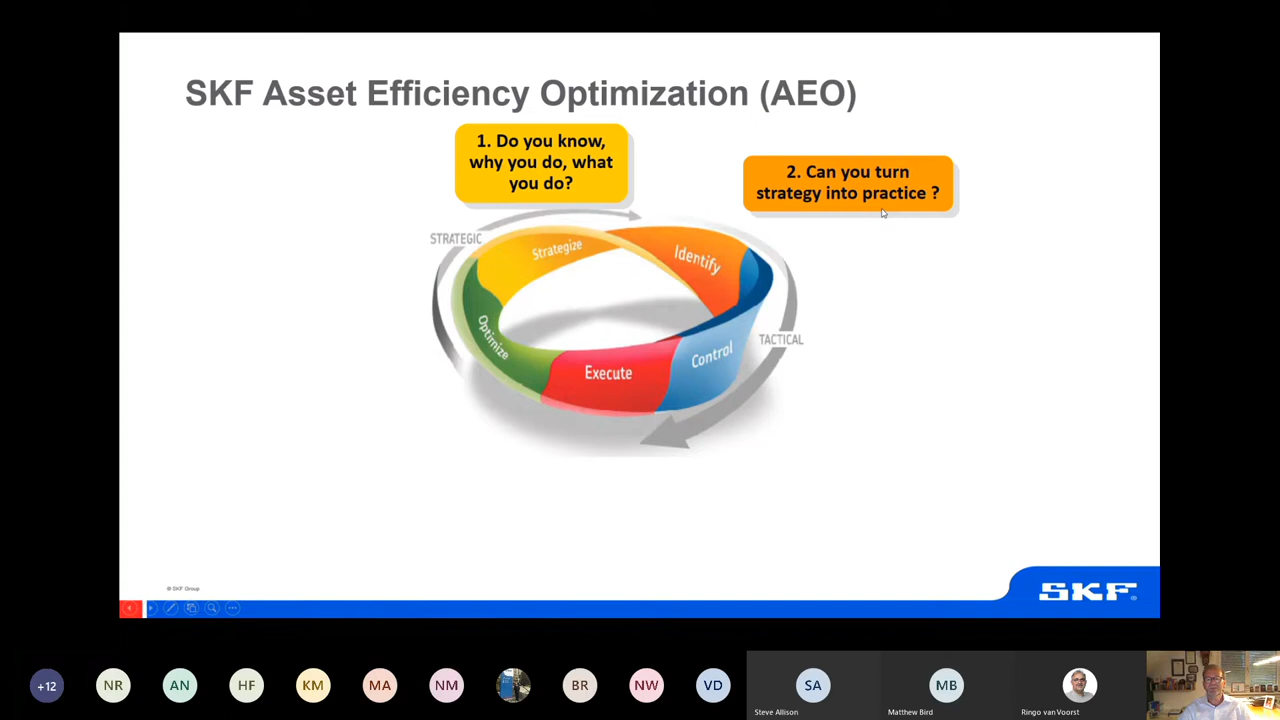 SKF Asset Efficiency Optimization (AEO)
1. Do you know,
why you do, what
you do?
2. Can you turn
strategy into practice ?
STRATEGIC
Strategize
Identify
Optimize
TACTICAL
Control
Execute
© SKF Group
SKF
+12
NR
AN
HF
KM
MA
NM
BR
NW
VD
SA
MB
Steve Allison
Matthew Bird
Ringo van Voorst